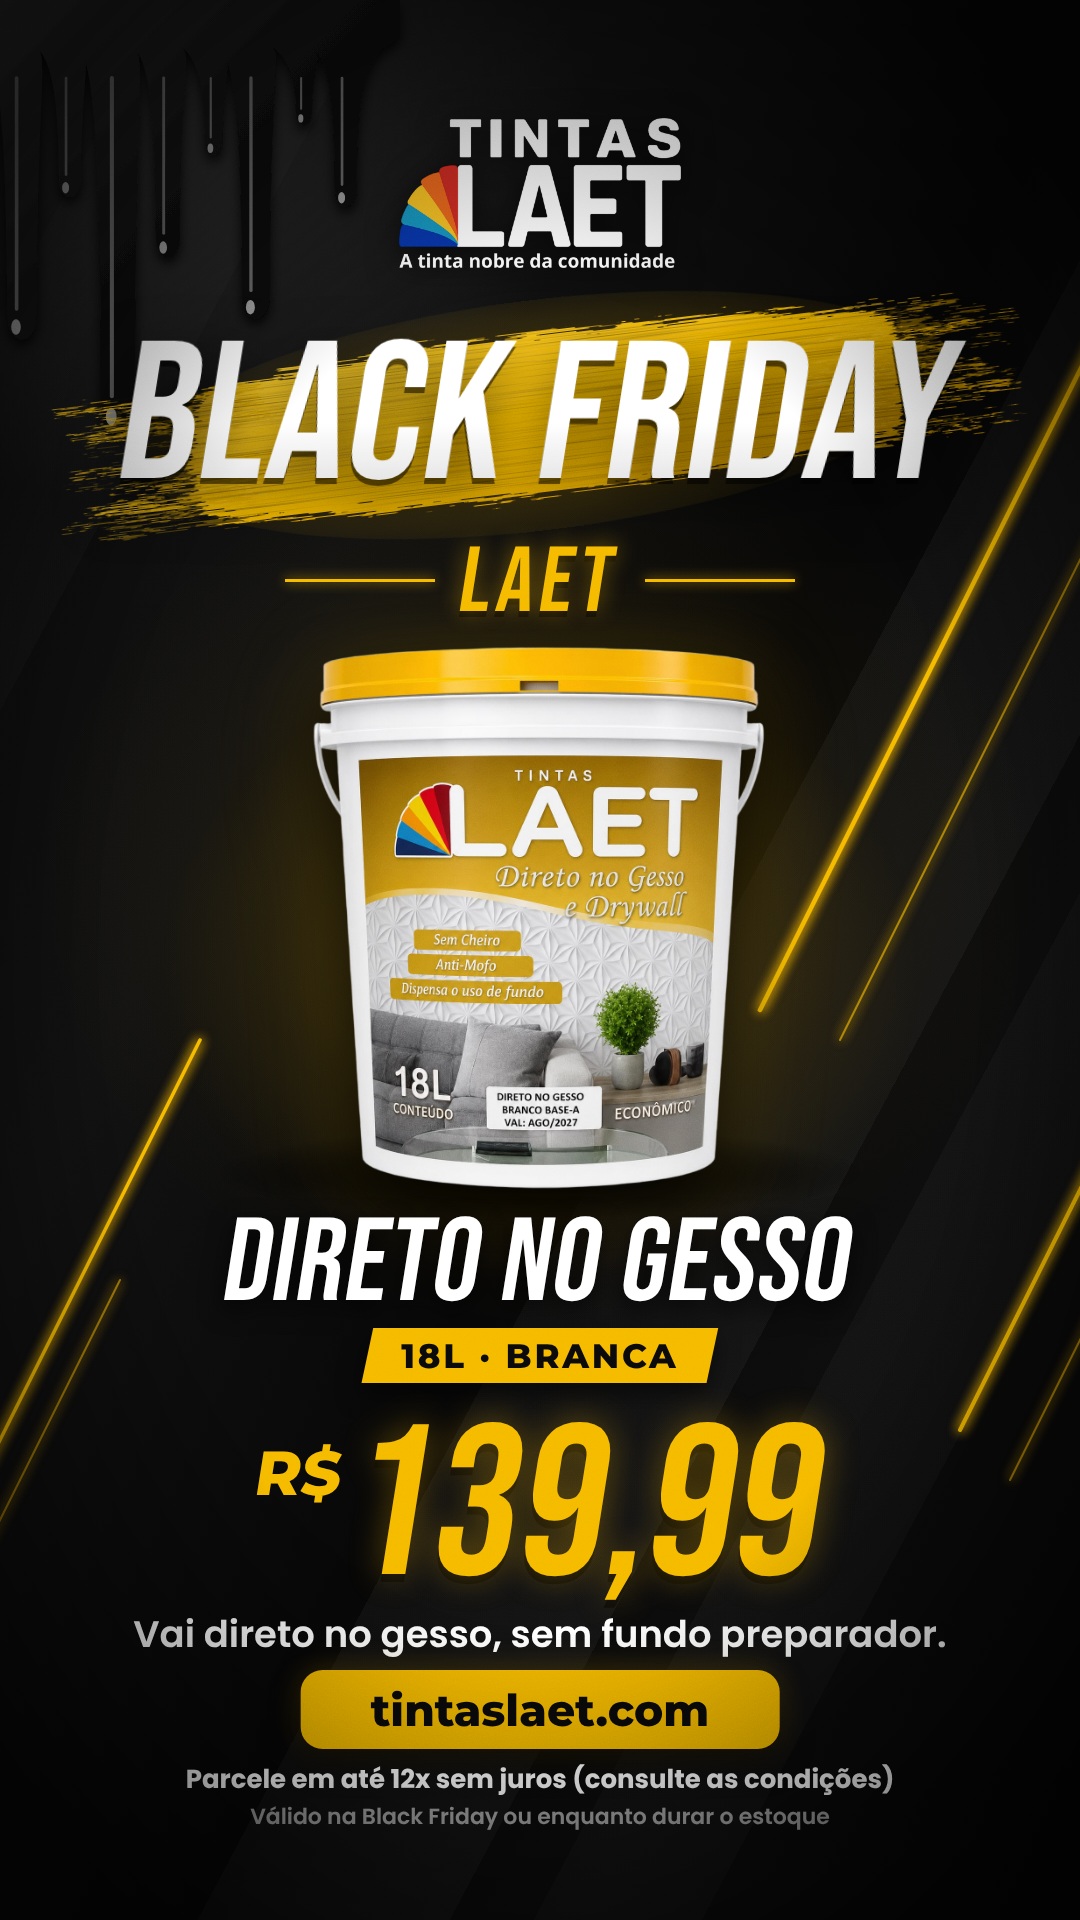 TINTAS
LAET
A tinta nobre da comunidade
BLACK FRIDAY
LAET
TINTAS
LAET
Direto no Gesso
e Drywall
Sem Cheiro
Anti-Mofo
Dispensa o uso de fundo
18L
CONTEÚDO
DIRETO NO GESSO
BRANCO BASE-A
VAL: AGO/2027
ECONÔMICO
DIRETO NO GESSO
18L · BRANCA
R$ 139,99
Vai direto no gesso, sem fundo preparador.
tintaslaet.com
Parcele em até 12x sem juros (consulte as condições)
Válido na Black Friday ou enquanto durar o estoque